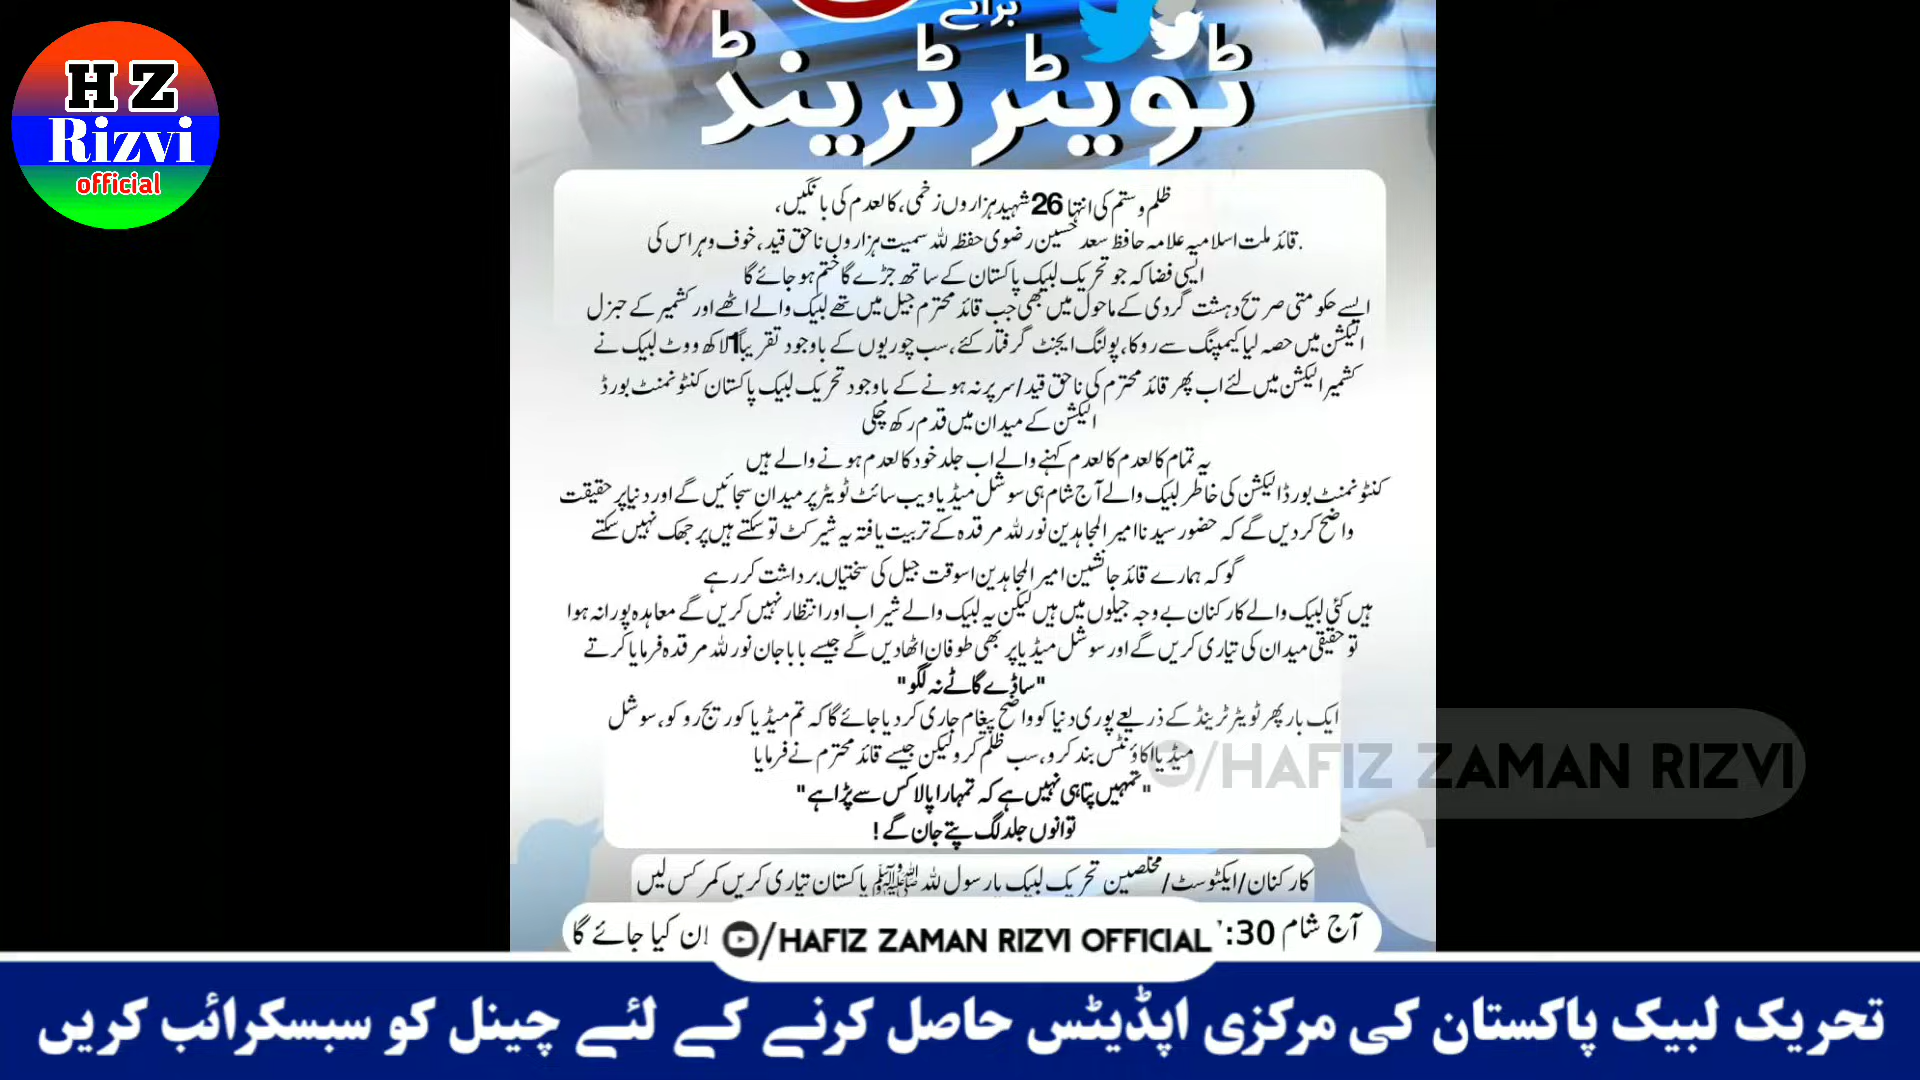 H Z
Rizvi
official
برائے
ٹویٹر ٹرینڈ
ظلم و ستم کی انتہا 26 شہید ہزاروں زخمی، کالعدم کی بانگیں،
.قائد ملت اسلامیہ علامہ حافظ سعد حسین رضوی حفظہ للہ سمیت ہزاروں ناحق قید، خوف و ہراس کی
ایسی فضا کہ جو تحریک لبیک پاکستان کے ساتھ جڑے گا ختم ہو جائے گا
ایسے حکومتی صریح دہشت گردی کے ماحول میں بھی جب قائد محترم جیل میں تھے لبیک والے اٹھے اور کشمیر کے جنرل
الیکشن میں حصہ لیا کیمپنگ سے روکا، پولنگ ایجنٹ گرفتار کئے، سب چوریوں کے باوجود تقریباً 1 لاکھ ووٹ لبیک نے
کشمیر الیکشن میں لئے اب پھر قائد محترم کی ناحق قید/سر پر نہ ہونے کے باوجود تحریک لبیک پاکستان کنٹونمنٹ بورڈ
الیکشن کے میدان میں قدم رکھ چکی
یہ تمام کالعدم کالعدم کہنے والے اب جلد خود کالعدم ہونے والے ہیں
کنٹونمنٹ بورڈ الیکشن کی خاطر لبیک والے آج شام ہی سوشل میڈیا ویب سائٹ ٹویٹر پر میدان سجائیں گے اور دنیا پر حقیقت
واضح کر دیں گے کہ حضور سیدنا امیر المجاہدین نور للہ مرقدہ کے تربیت یافتہ یہ شیر کٹ تو سکتے ہیں پر جھک نہیں سکتے
گو کہ ہمارے قائد جانشین امیر المجاہدین اسوقت جیل کی سختیاں برداشت کر رہے
ہیں کئی لبیک والے کارکنان بے وجہ جیلوں میں ہیں لیکن یہ لبیک والے شیر اب اور انتظار نہیں کریں گے معاہدہ پورا نہ ہوا
تو حقیقی میدان کی تیاری کریں گے اور سوشل میڈیا پر بھی طوفان اٹھا دیں گے جیسے بابا جان نور للہ مرقدہ فرمایا کرتے
"ساڈے گاٹے نہ لگو"
ایک بار پھر ٹویٹر ٹرینڈ کے ذریعے پوری دنیا کو واضح پیغام جاری کر دیا جائے گا کہ تم میڈیا کوریج روکو، سوشل
میڈیا اکاؤنٹس بند کرو، سب ظلم کرو لیکن جیسے قائد محترم نے فرمایا
"تمہیں پتا ہی نہیں ہے کہ تمہارا پالا کس سے پڑا ہے"
توانوں جلد لگ پتے جان گے!
/HAFIZ ZAMAN RIZVI
کارکنان/ایکٹوسٹ/مخلصین تحریک لبیک یارسول للہ ﷺ پاکستان تیاری کریں کمر کس لیں
آج شام :30 کیا جائے گا
/HAFIZ ZAMAN RIZVI OFFICIAL
تحریک لبیک پاکستان کی مرکزی اپڈیٹس حاصل کرنے کے لئے چینل کو سبسکرائب کریں